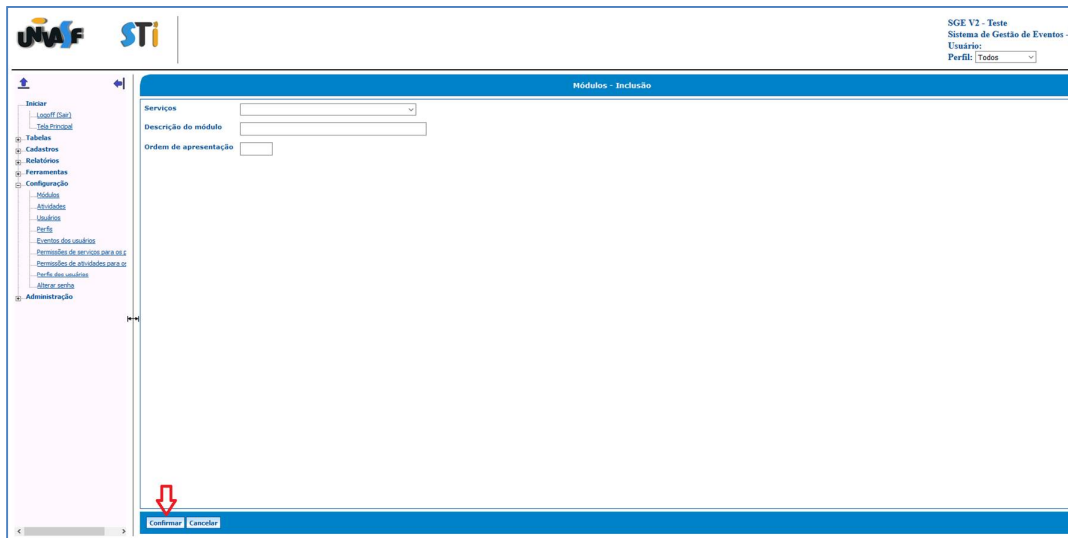 UNIVASF STi
SGE V2 - Teste
Sistema de Gestão de Eventos -
Usuário:
Perfil: Todos
Iniciar
Logoff (Sair)
Tela Principal
Tabelas
Cadastros
Relatórios
Ferramentas
Configuração
Módulos
Atividades
Usuários
Perfis
Eventos dos usuários
Permissões de serviços para os p
Permissões de atividades para os
Perfis dos usuários
Alterar senha
Administração
Módulos - Inclusão
Serviços
Descrição do módulo
Ordem de apresentação
Confirmar Cancelar